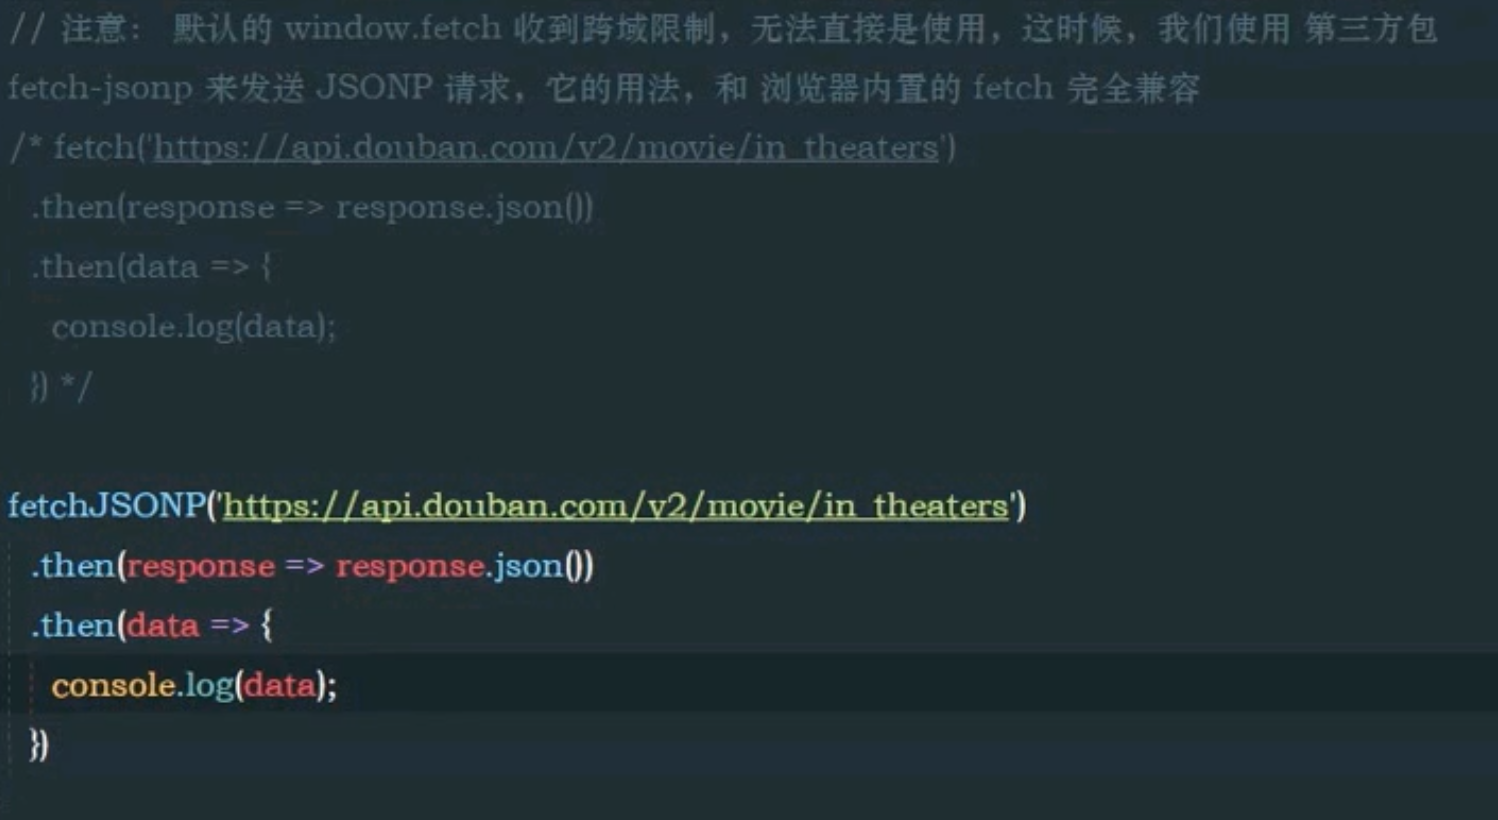 // 注意： 默认的 window.fetch 收到跨域限制，无法直接是使用，这时候，我们使用 第三方包
fetch-jsonp 来发送 JSONP 请求，它的用法，和 浏览器内置的 fetch 完全兼容
/* fetch('https://api.douban.com/v2/movie/in_theaters')
.then(response => response.json())
.then(data => {
console.log(data);
}) */
fetchJSONP('https://api.douban.com/v2/movie/in_theaters')
.then(response => response.json())
.then(data => {
console.log(data);
})